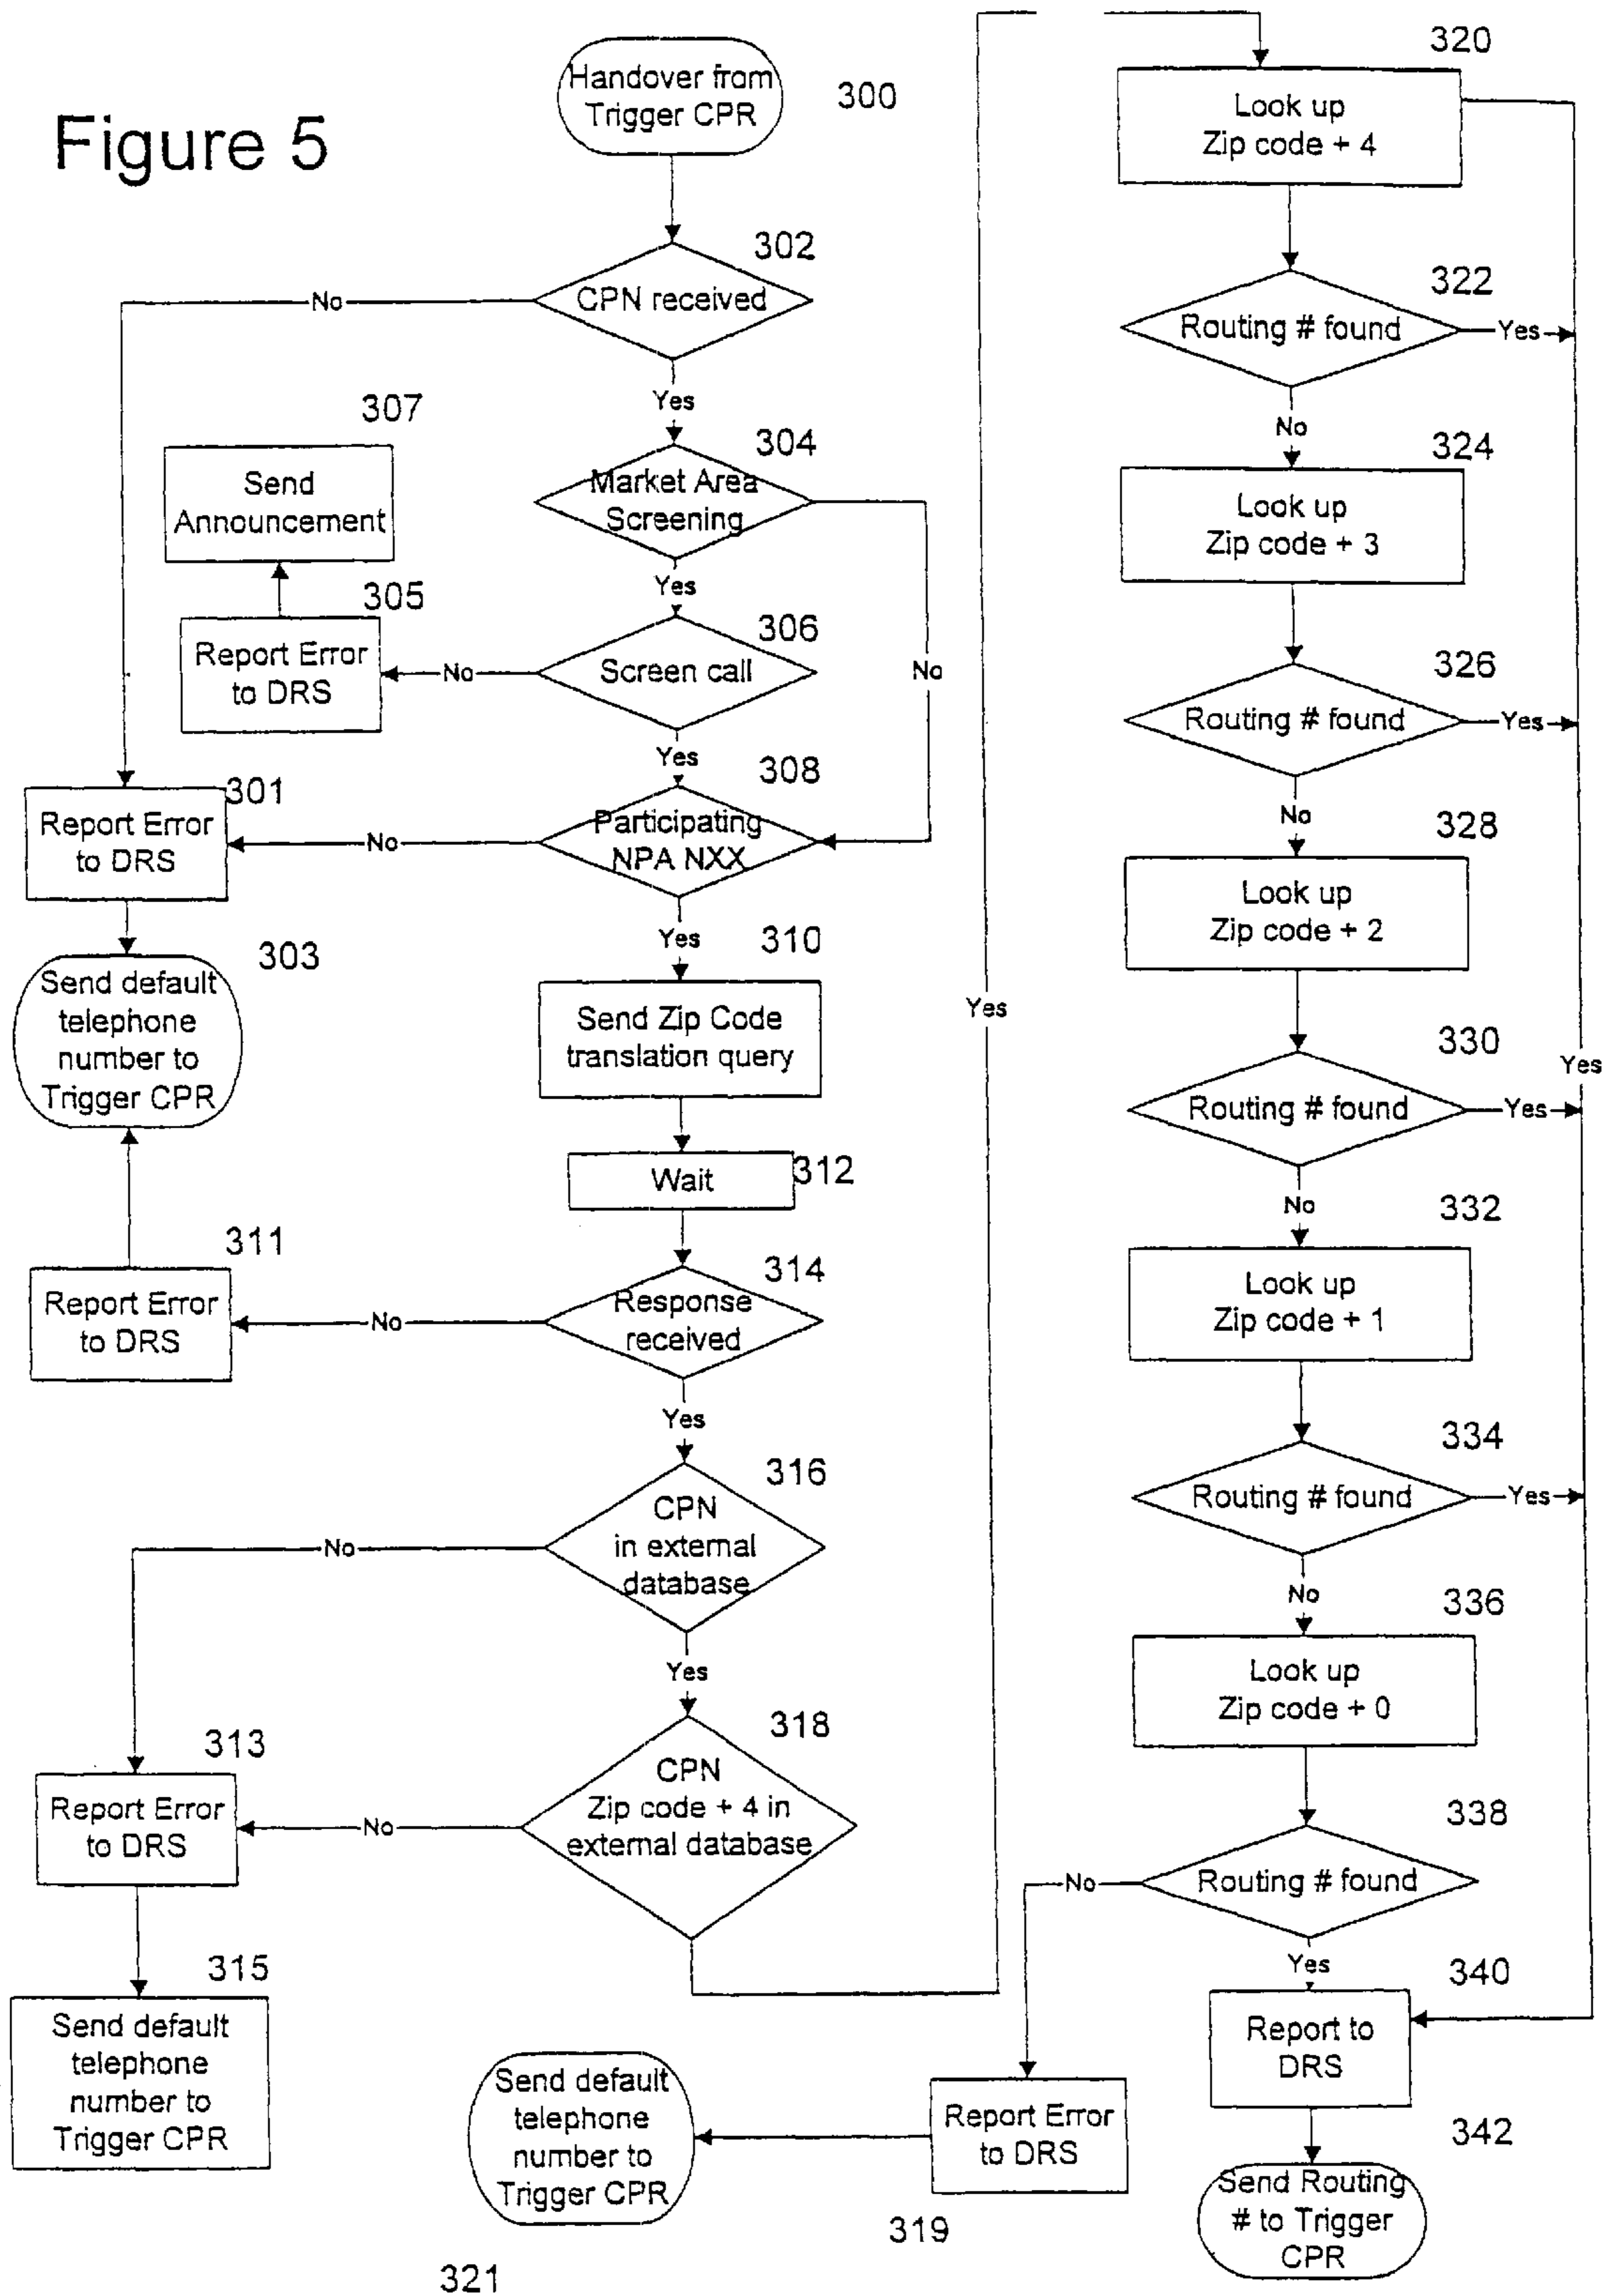 Figure 5
Handover from
Trigger CPR
300
302
CPN received
No
Yes
304
Market Area
Screening
No
Yes
307
Send
Announcement
305
Report Error
to DRS
306
Screen call
No
Yes
308
Participating
NPA NXX
No
Yes
301
Report Error
to DRS
303
Send default
telephone
number to
Trigger CPR
310
Send Zip Code
translation query
Wait
312
314
Response
received
No
Yes
311
Report Error
to DRS
316
CPN
in external
database
No
Yes
318
CPN
Zip code + 4 in
external database
No
Yes
313
Report Error
to DRS
315
Send default
telephone
number to
Trigger CPR
320
Look up
Zip code + 4
322
Routing # found
Yes
No
324
Look up
Zip code + 3
326
Routing # found
Yes
No
328
Look up
Zip code + 2
330
Routing # found
Yes
Yes
No
332
Look up
Zip code + 1
334
Routing # found
Yes
No
336
Look up
Zip code + 0
338
Routing # found
No
Yes
340
Report to
DRS
342
Send Routing
# to Trigger
CPR
Report Error
to DRS
319
Send default
telephone
number to
Trigger CPR
321